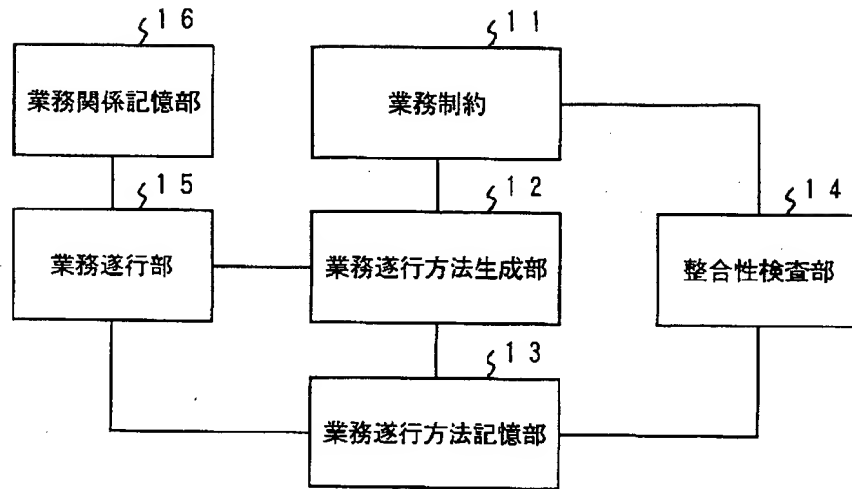 16
業務関係記憶部
11
業務制約
15
業務遂行部
12
業務遂行方法生成部
14
整合性検査部
13
業務遂行方法記憶部